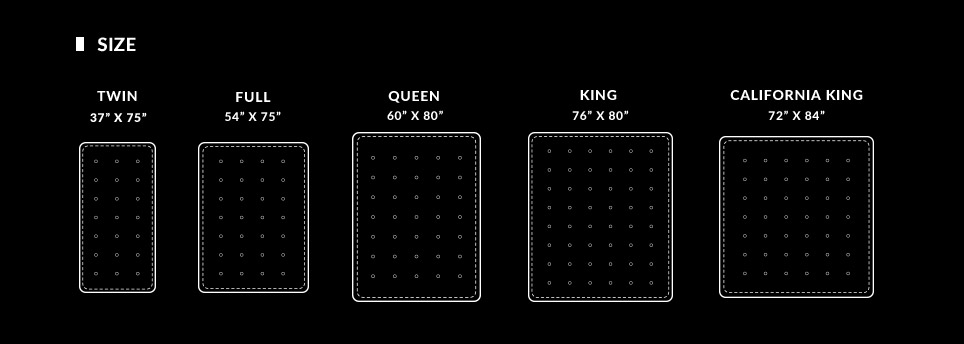 SIZE
TWIN
37” X 75”
FULL
54” X 75”
QUEEN
60” X 80”
KING
76” X 80”
CALIFORNIA KING
72” X 84”